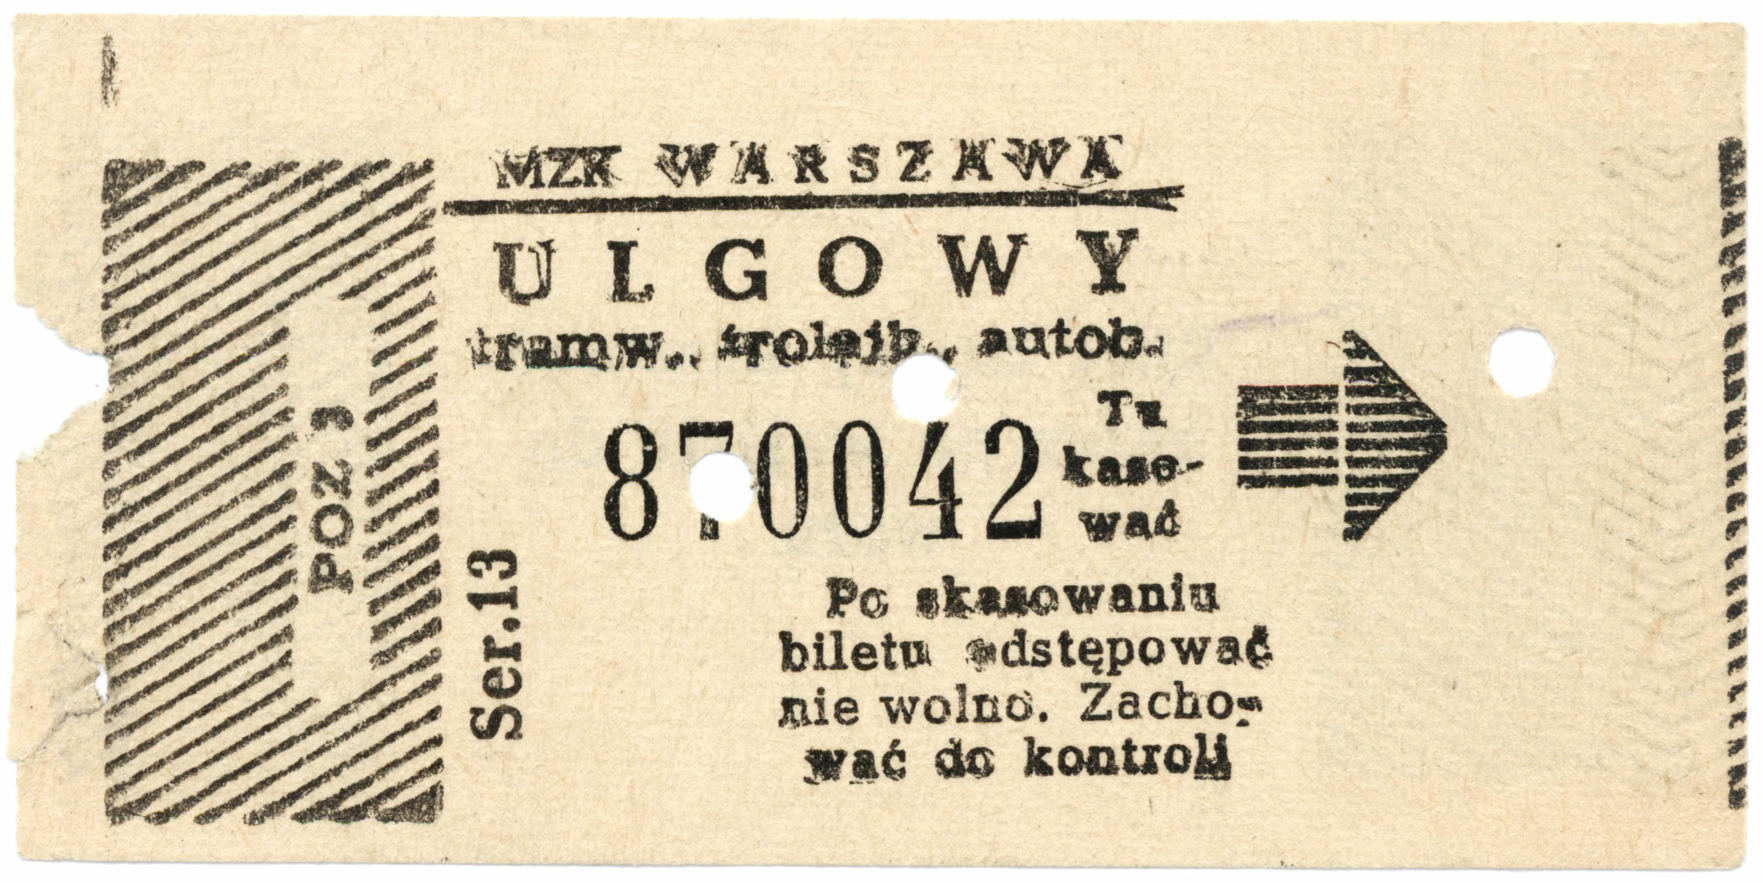 MZK WARSZAWA
ULGOWY
tramw., trolejb., autob.
870042
Tu
kaso-
wać
Po skasowaniu
biletu odstępować
nie wolno. Zacho-
wać do kontroli
Ser.13
POZ 3